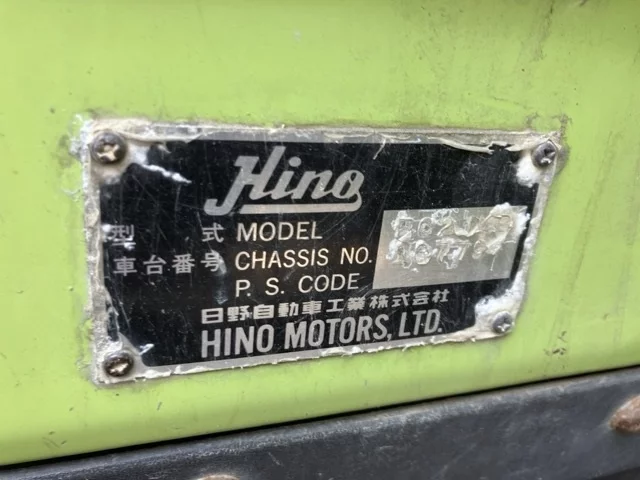 Hino
型 式 MODEL
車台番号 CHASSIS NO.
P. S. CODE
日野自動車工業株式会社
HINO MOTORS, LTD.